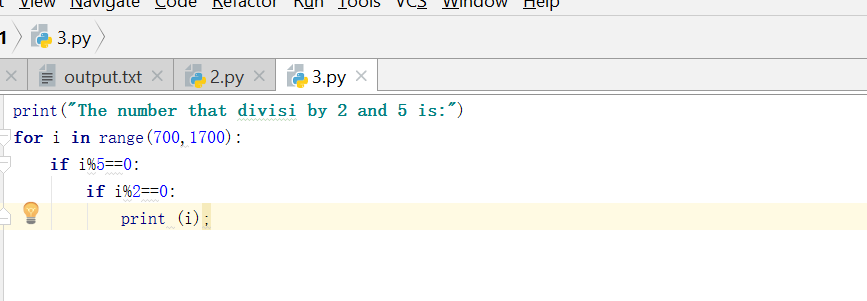 View Navigate Code Refactor Run Tools VCS Window Help
1 3.py
output.txt 2.py 3.py
print("The number that divisi by 2 and 5 is:")
for i in range(700,1700):
if i%5==0:
if i%2==0:
print (i);